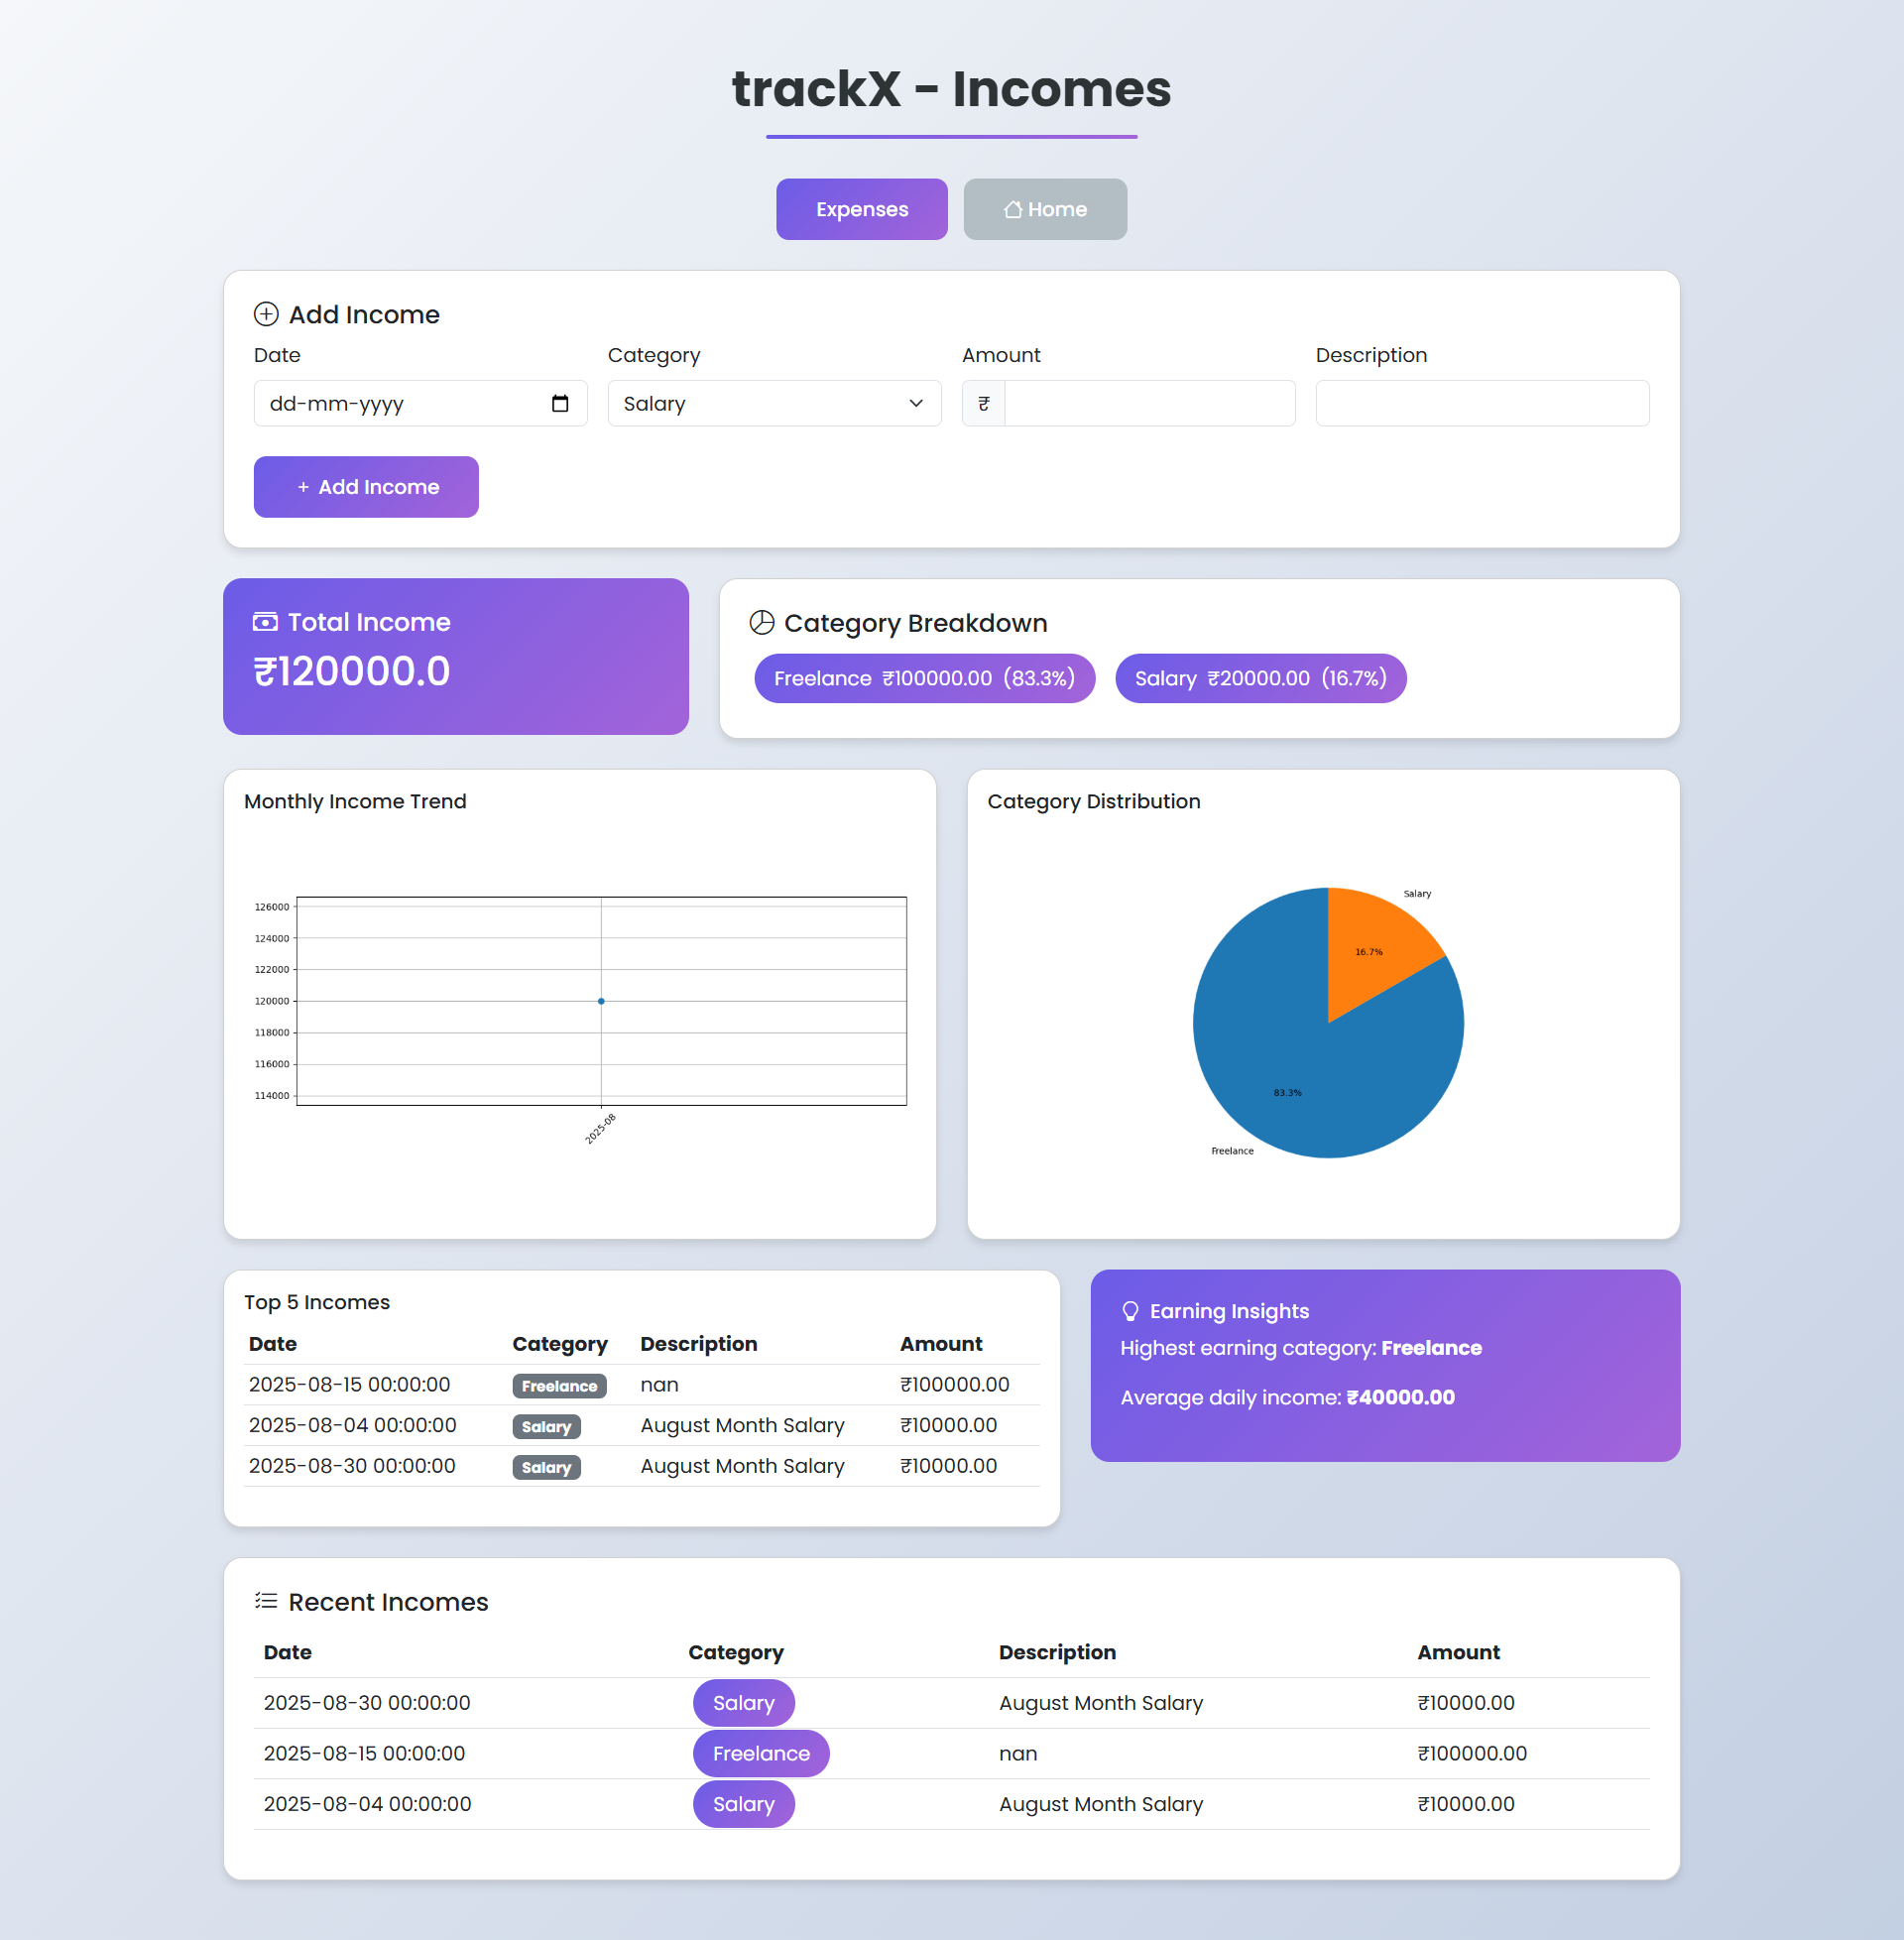 trackX - Incomes
Expenses Home
Add Income
Date Category Amount Description
dd-mm-yyyy Salary ₹
+ Add Income
Total Income
₹120000.0
Category Breakdown
Freelance ₹100000.00 (83.3%) Salary ₹20000.00 (16.7%)
Monthly Income Trend
126000
124000
122000
120000
118000
116000
114000
2025-08
Category Distribution
Salary
16.7%
83.3%
Freelance
Top 5 Incomes
Date Category Description Amount
2025-08-15 00:00:00 Freelance nan ₹100000.00
2025-08-04 00:00:00 Salary August Month Salary ₹10000.00
2025-08-30 00:00:00 Salary August Month Salary ₹10000.00
Earning Insights
Highest earning category: Freelance
Average daily income: ₹40000.00
Recent Incomes
Date Category Description Amount
2025-08-30 00:00:00 Salary August Month Salary ₹10000.00
2025-08-15 00:00:00 Freelance nan ₹100000.00
2025-08-04 00:00:00 Salary August Month Salary ₹10000.00